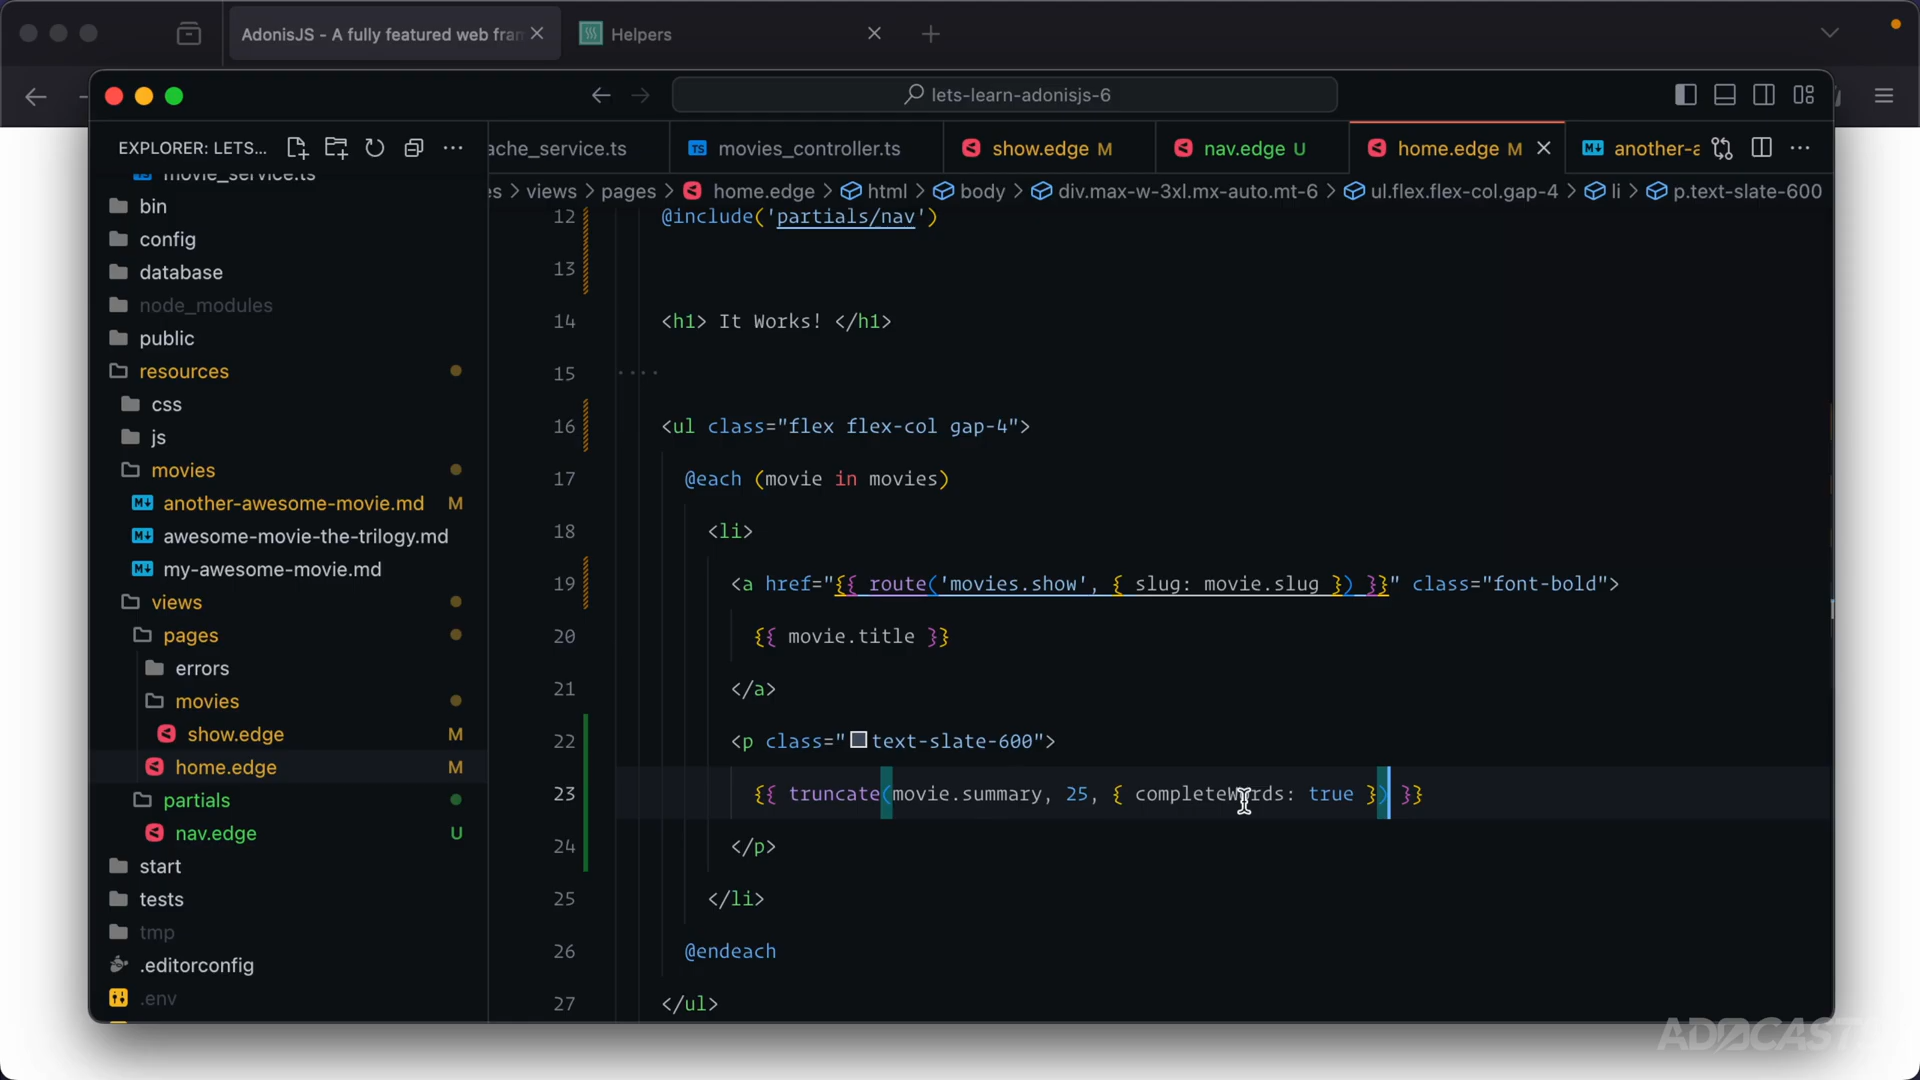 AdonisJS - A fully featured web fran
Helpers
lets-learn-adonisjs-6
EXPLORER: LETS...
ache_service.ts
movies_controller.ts
show.edge M
nav.edge U
home.edge M
another-a
es > views > pages > home.edge > html > body > div.max-w-3xl.mx-auto.mt-6 > ul.flex.flex-col.gap-4 > li > p.text-slate-600
movie_service.ts
bin
config
database
node_modules
public
resources
css
js
movies
another-awesome-movie.md M
awesome-movie-the-trilogy.md
my-awesome-movie.md
views
pages
errors
movies
show.edge M
home.edge M
partials
nav.edge U
start
tests
tmp
.editorconfig
.env
12 @include('partials/nav')
13
14 <h1> It Works! </h1>
15 ····
16 <ul class="flex flex-col gap-4">
17 @each (movie in movies)
18 <li>
19 <a href="{{ route('movies.show', { slug: movie.slug }) }}" class="font-bold">
20 {{ movie.title }}
21 </a>
22 <p class="text-slate-600">
23 {{ truncate(movie.summary, 25, { completeWords: true }) }}
24 </p>
25 </li>
26 @endeach
27 </ul>
ADOCASTS